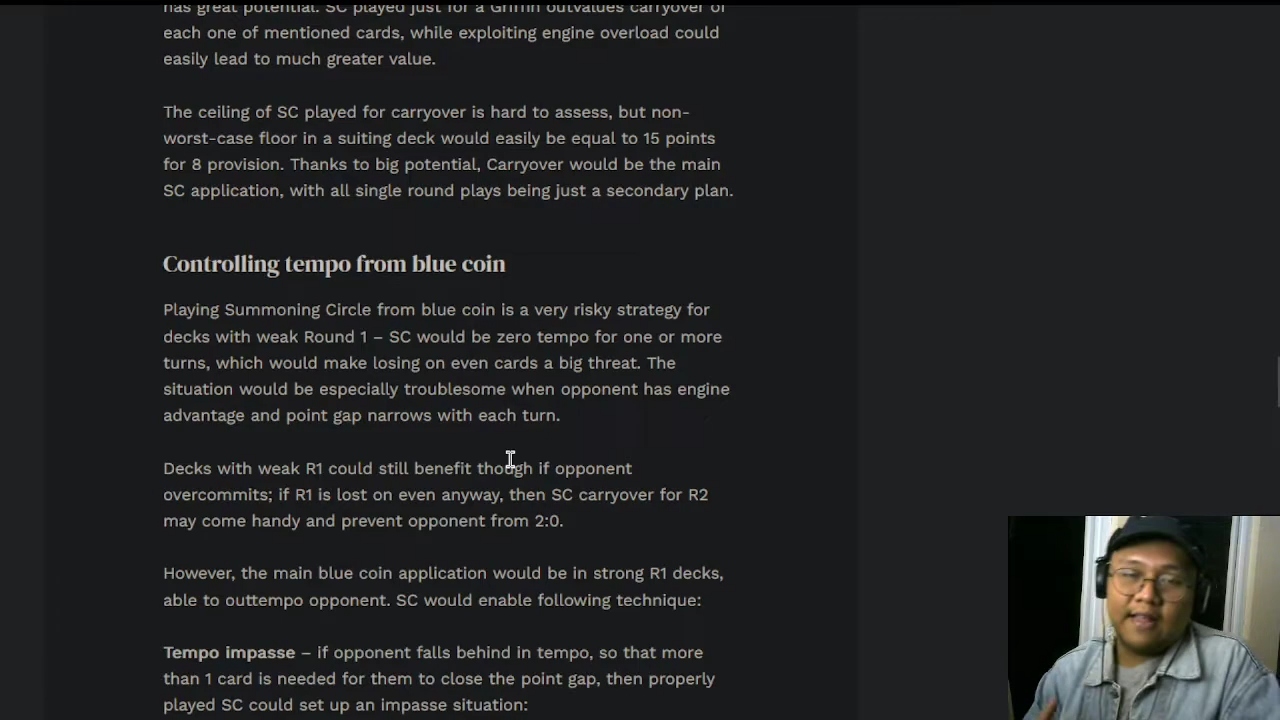 has great potential. SC played just for a Griffin outvalues carryover of
each one of mentioned cards, while exploiting engine overload could
easily lead to much greater value.
The ceiling of SC played for carryover is hard to assess, but non-
worst-case floor in a suiting deck would easily be equal to 15 points
for 8 provision. Thanks to big potential, Carryover would be the main
SC application, with all single round plays being just a secondary plan.
Controlling tempo from blue coin
Playing Summoning Circle from blue coin is a very risky strategy for
decks with weak Round 1 – SC would be zero tempo for one or more
turns, which would make losing on even cards a big threat. The
situation would be especially troublesome when opponent has engine
advantage and point gap narrows with each turn.
Decks with weak R1 could still benefit though if opponent
overcommits; if R1 is lost on even anyway, then SC carryover for R2
may come handy and prevent opponent from 2:0.
However, the main blue coin application would be in strong R1 decks,
able to outtempo opponent. SC would enable following technique:
Tempo impasse – if opponent falls behind in tempo, so that more
than 1 card is needed for them to close the point gap, then properly
played SC could set up an impasse situation: